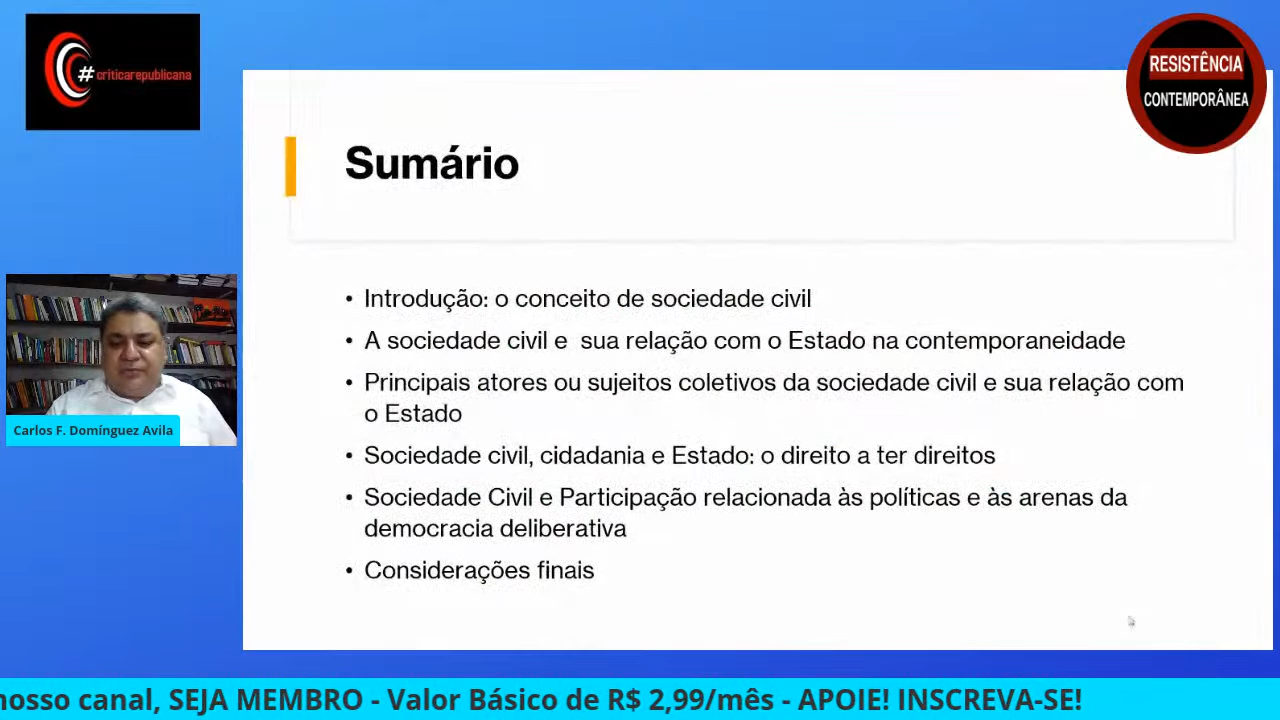 #criticarepublicana
RESISTÊNCIA
CONTEMPORÂNEA
Sumário
• Introdução: o conceito de sociedade civil
• A sociedade civil e  sua relação com o Estado na contemporaneidade
• Principais atores ou sujeitos coletivos da sociedade civil e sua relação com
o Estado
• Sociedade civil, cidadania e Estado: o direito a ter direitos
• Sociedade Civil e Participação relacionada às políticas e às arenas da
democracia deliberativa
• Considerações finais
Carlos F. Domínguez Avila
nosso canal, SEJA MEMBRO - Valor Básico de R$ 2,99/mês - APOIE! INSCREVA-SE!